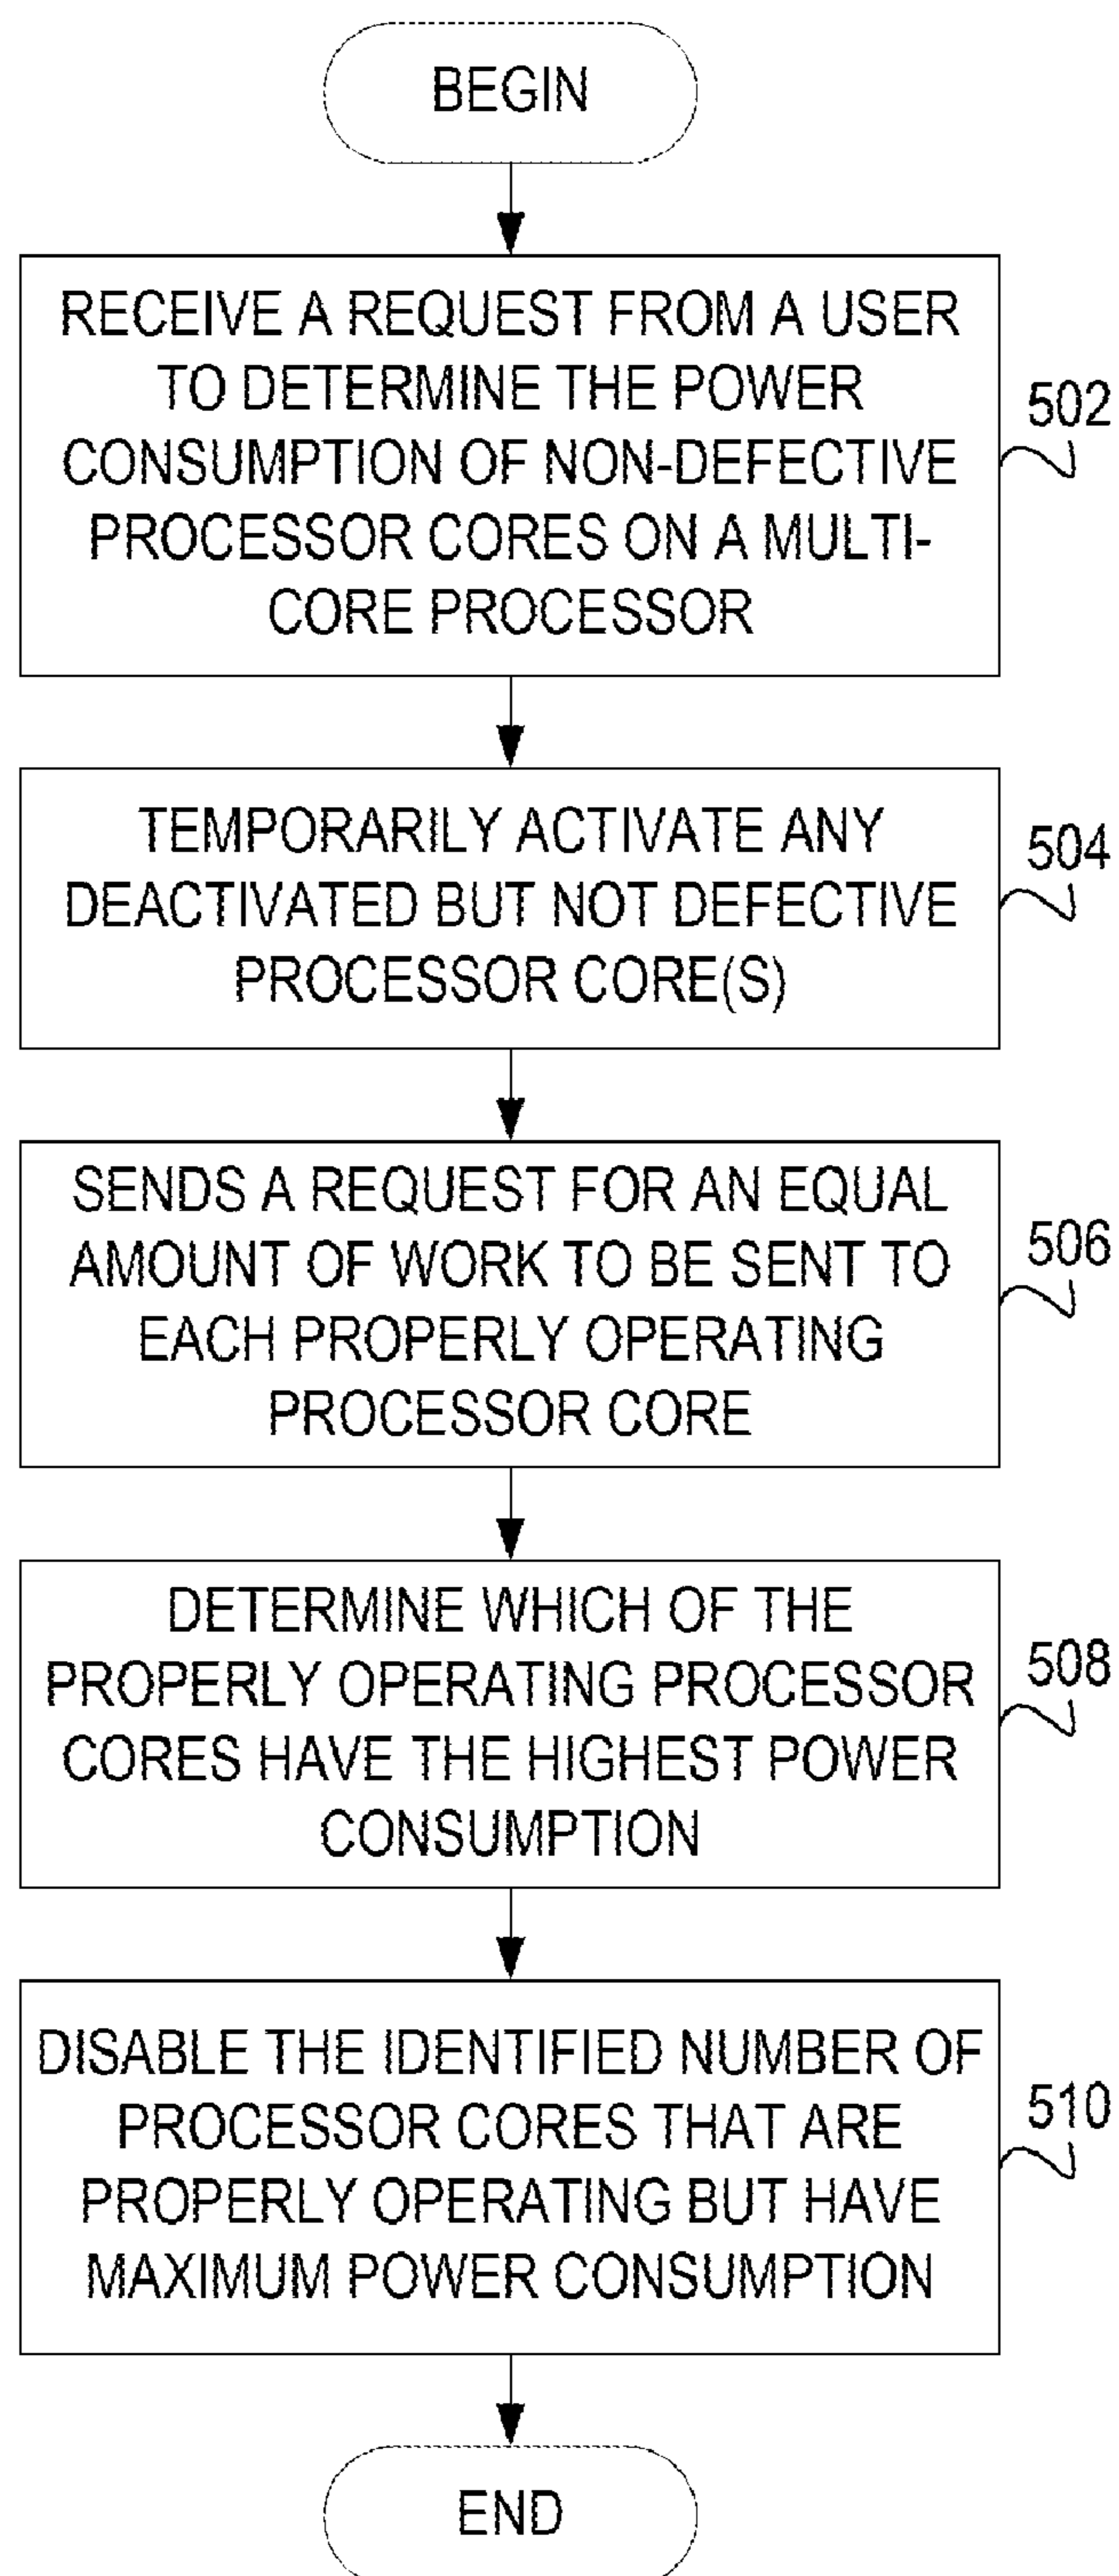 BEGIN
RECEIVE A REQUEST FROM A USER
TO DETERMINE THE POWER
CONSUMPTION OF NON-DEFECTIVE
PROCESSOR CORES ON A MULTI-
CORE PROCESSOR
502
TEMPORARILY ACTIVATE ANY
DEACTIVATED BUT NOT DEFECTIVE
PROCESSOR CORE(S)
504
SENDS A REQUEST FOR AN EQUAL
AMOUNT OF WORK TO BE SENT TO
EACH PROPERLY OPERATING
PROCESSOR CORE
506
DETERMINE WHICH OF THE
PROPERLY OPERATING PROCESSOR
CORES HAVE THE HIGHEST POWER
CONSUMPTION
508
DISABLE THE IDENTIFIED NUMBER OF
PROCESSOR CORES THAT ARE
PROPERLY OPERATING BUT HAVE
MAXIMUM POWER CONSUMPTION
510
END